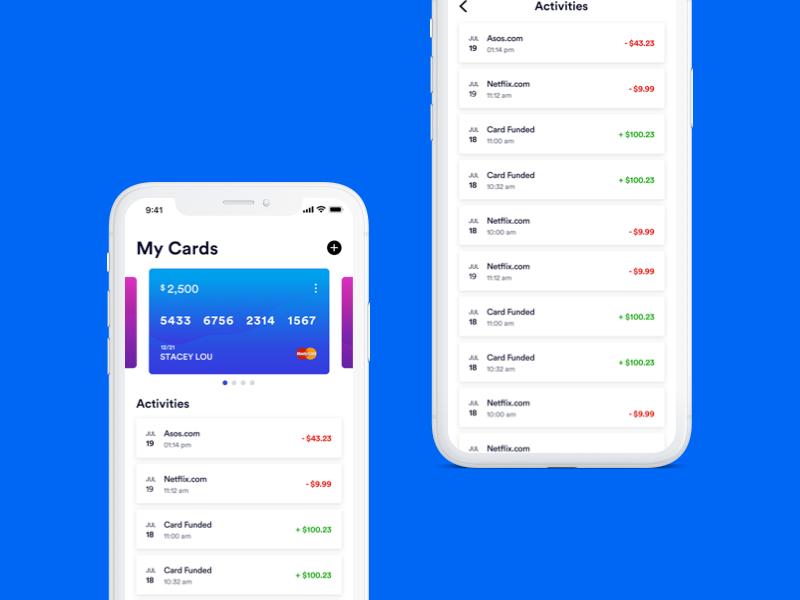 9:41
My Cards
$ 2,500
5433 6756 2314 1567
12/21
STACEY LOU
MasterCard
Activities
JUL 19 Asos.com 01:14 pm - $43.23
JUL 19 Netflix.com 11:12 am - $9.99
JUL 18 Card Funded 11:00 am + $100.23
JUL 18 Card Funded 10:32 am + $100.23
Activities
JUL 19 Asos.com 01:14 pm - $43.23
JUL 19 Netflix.com 11:12 am - $9.99
JUL 18 Card Funded 11:00 am + $100.23
JUL 18 Card Funded 10:32 am + $100.23
JUL 18 Netflix.com 10:00 am - $9.99
JUL 19 Netflix.com 11:12 am - $9.99
JUL 18 Card Funded 11:00 am + $100.23
JUL 18 Card Funded 10:32 am + $100.23
JUL 18 Netflix.com 10:00 am - $9.99
JUL Netflix.com